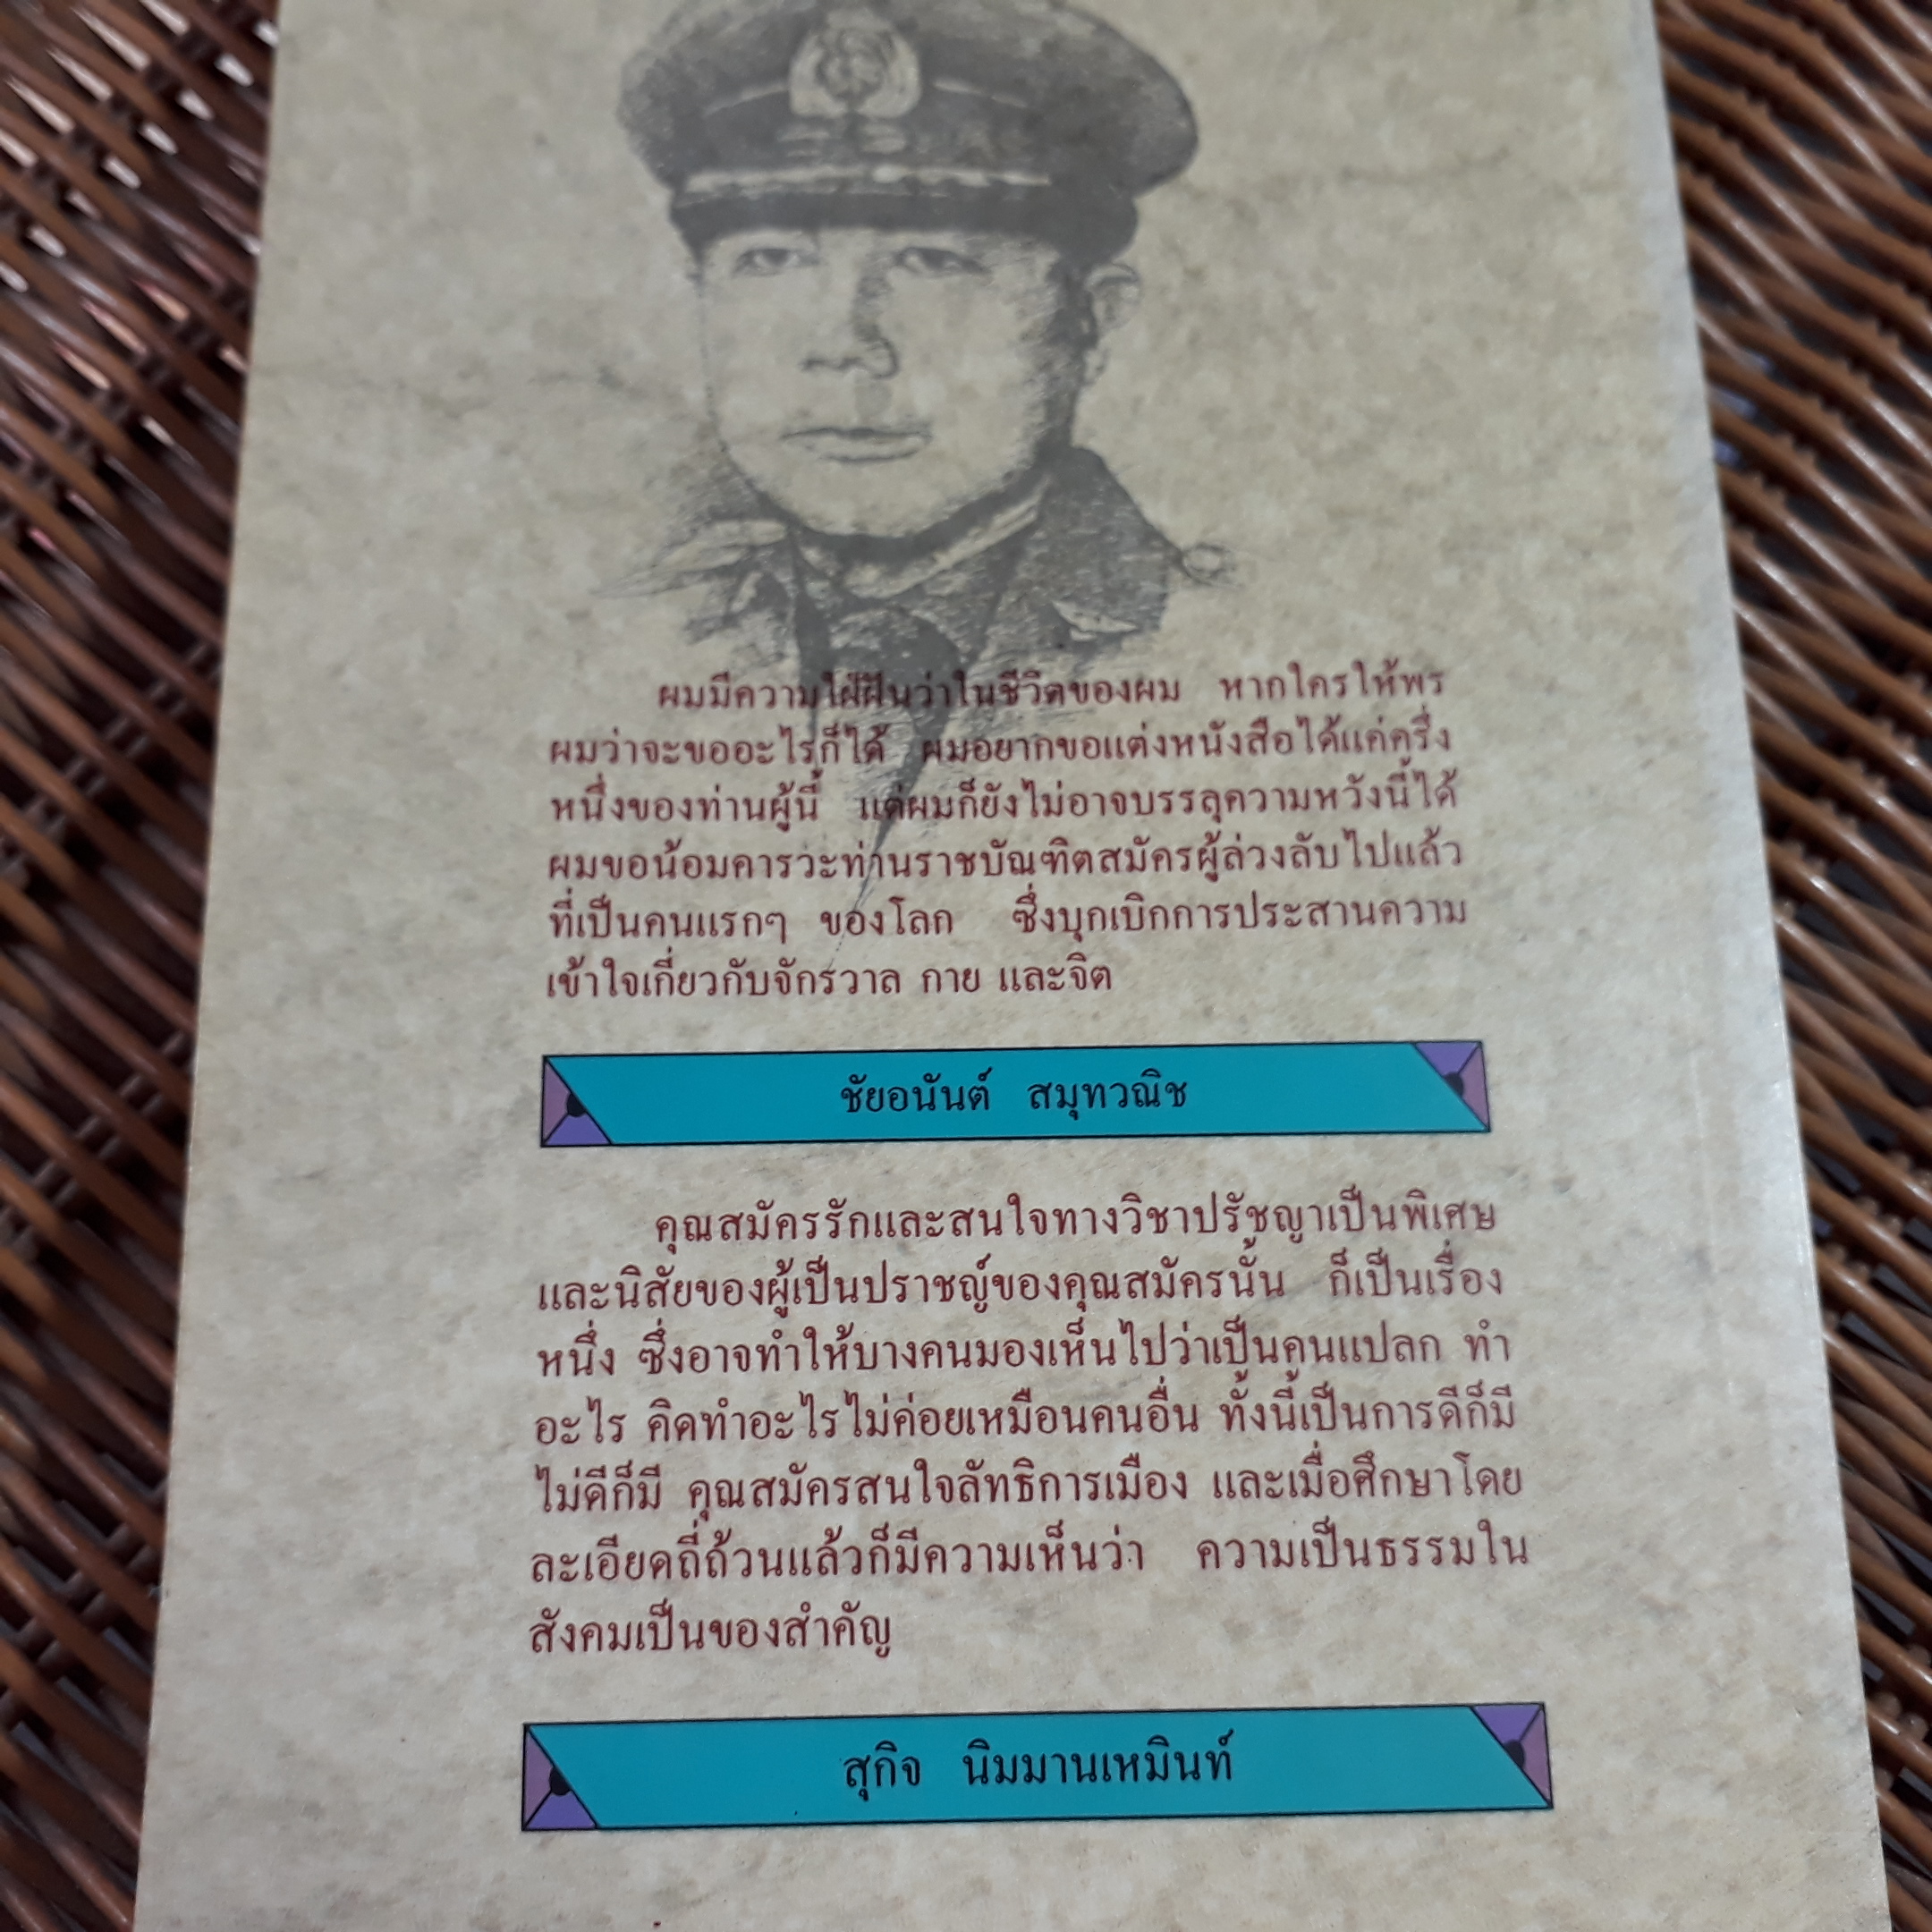 ผมมีความใฝ่ฝันว่าในชีวิตของผม หากใครให้พร
ผมว่าจะขออะไรก็ได้ ผมอยากขอแต่งหนังสือได้แค่ครึ่ง
หนึ่งของท่านผู้นี้ แต่ผมก็ยังไม่อาจบรรลุความหวังนี้ได้
ผมขอน้อมคารวะท่านราชบัณฑิตสมัครผู้ล่วงลับไปแล้ว
ที่เป็นคนแรกๆ ของโลก ซึ่งบุกเบิกการประสานความ
เข้าใจเกี่ยวกับจักรวาล กาย และจิต
ชัยอนันต์ สมุทวณิช
คุณสมัครรักและสนใจทางวิชาปรัชญาเป็นพิเศษ
และนิสัยของผู้เป็นปราชญ์ของคุณสมัครนั้น ก็เป็นเรื่อง
หนึ่ง ซึ่งอาจทำให้บางคนมองเห็นไปว่าเป็นคนแปลก ทำ
อะไร คิดทำอะไรไม่ค่อยเหมือนคนอื่น ทั้งนี้เป็นการดีก็มี
ไม่ดีก็มี คุณสมัครสนใจลัทธิการเมือง และเมื่อศึกษาโดย
ละเอียดถี่ถ้วนแล้วก็มีความเห็นว่า ความเป็นธรรมใน
สังคมเป็นของสำคัญ
สุกิจ นิมมานเหมินท์